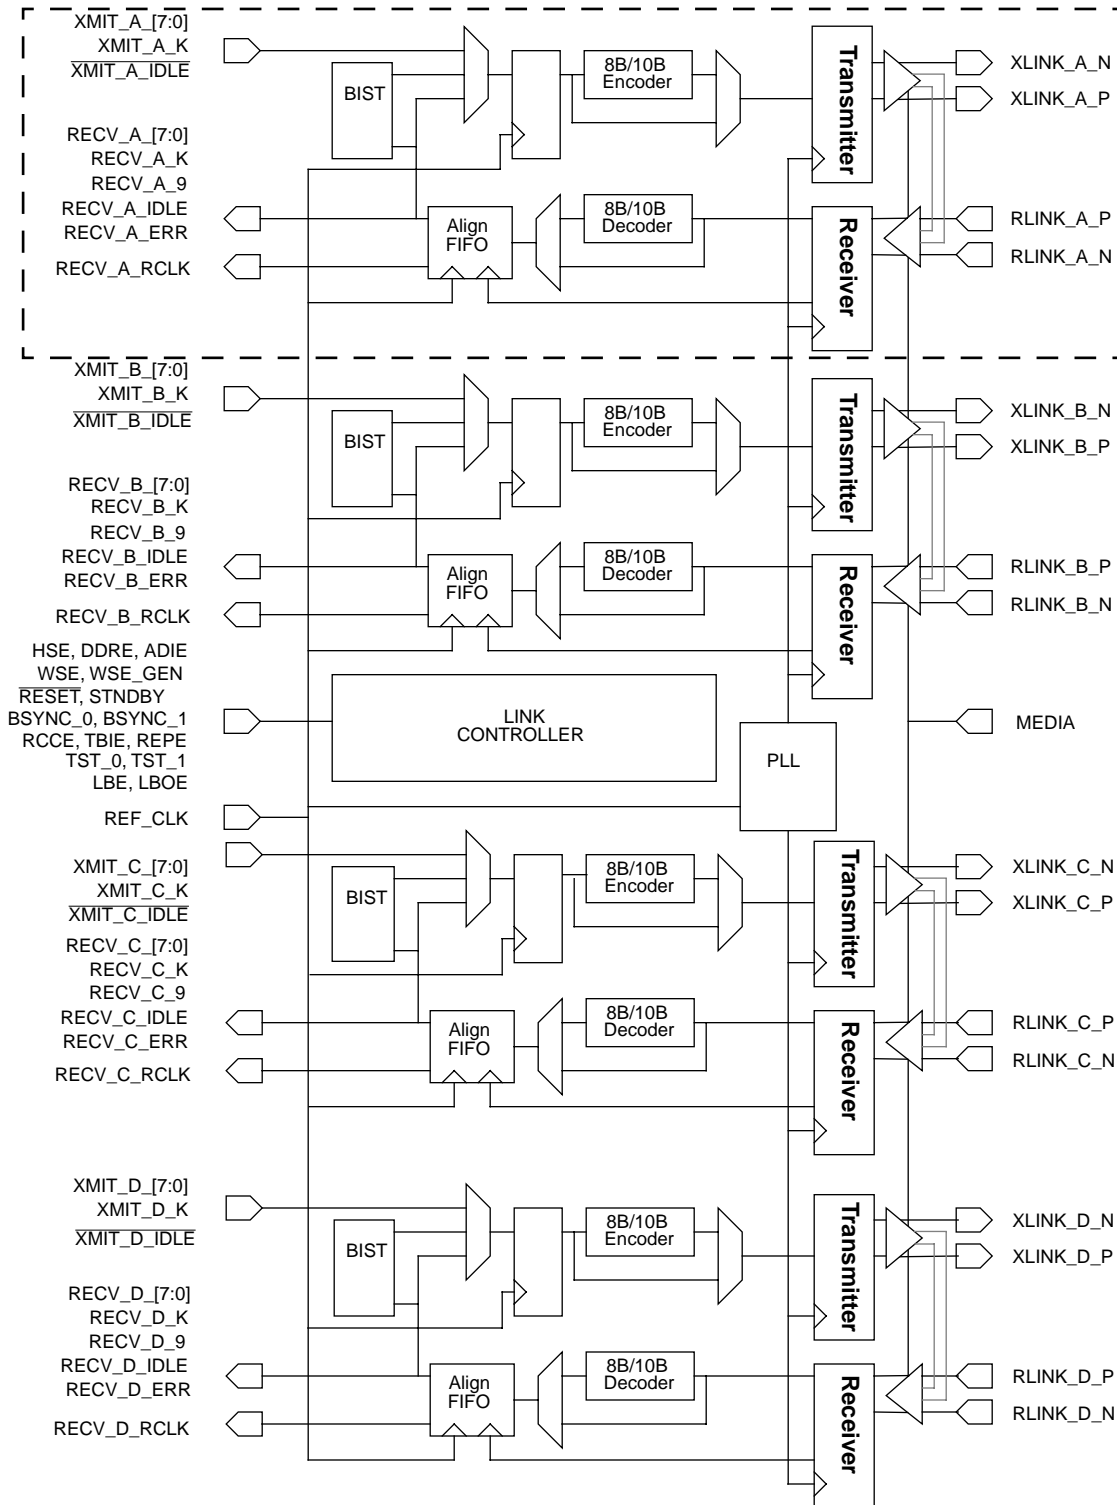 XMIT_A_[7:0]
XMIT_A_K
XMIT_A_IDLE
BIST
8B/10B
Encoder
Transmitter
XLINK_A_N
XLINK_A_P
RECV_A_[7:0]
RECV_A_K
RECV_A_9
RECV_A_IDLE
RECV_A_ERR
RECV_A_RCLK
Align
FIFO
8B/10B
Decoder
Receiver
RLINK_A_P
RLINK_A_N
XMIT_B_[7:0]
XMIT_B_K
XMIT_B_IDLE
BIST
8B/10B
Encoder
Transmitter
XLINK_B_N
XLINK_B_P
RECV_B_[7:0]
RECV_B_K
RECV_B_9
RECV_B_IDLE
RECV_B_ERR
RECV_B_RCLK
Align
FIFO
8B/10B
Decoder
Receiver
RLINK_B_P
RLINK_B_N
HSE, DDRE, ADIE
WSE, WSE_GEN
RESET, STNDBY
BSYNC_0, BSYNC_1
RCCE, TBIE, REPE
TST_0, TST_1
LBE, LBOE
LINK
CONTROLLER
PLL
MEDIA
REF_CLK
XMIT_C_[7:0]
XMIT_C_K
XMIT_C_IDLE
BIST
8B/10B
Encoder
Transmitter
XLINK_C_N
XLINK_C_P
RECV_C_[7:0]
RECV_C_K
RECV_C_9
RECV_C_IDLE
RECV_C_ERR
RECV_C_RCLK
Align
FIFO
8B/10B
Decoder
Receiver
RLINK_C_P
RLINK_C_N
XMIT_D_[7:0]
XMIT_D_K
XMIT_D_IDLE
BIST
8B/10B
Encoder
Transmitter
XLINK_D_N
XLINK_D_P
RECV_D_[7:0]
RECV_D_K
RECV_D_9
RECV_D_IDLE
RECV_D_ERR
RECV_D_RCLK
Align
FIFO
8B/10B
Decoder
Receiver
RLINK_D_P
RLINK_D_N